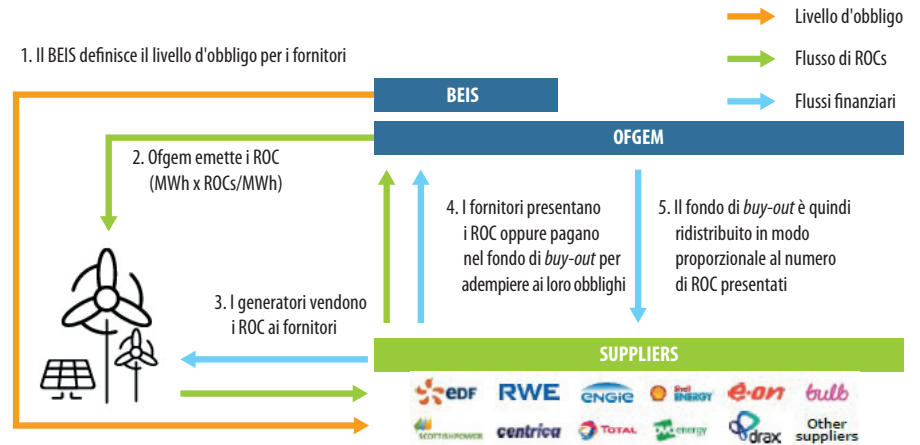 Livello d'obbligo
1. Il BEIS definisce il livello d'obbligo per i fornitori
Flusso di ROCs
BEIS
Flussi finanziari
OFGEM
2. Ofgem emette i ROC
(MWh x ROCs/MWh)
4. I fornitori presentano
i ROC oppure pagano
nel fondo di buy-out per
adempiere ai loro obblighi
5. Il fondo di buy-out è quindi
ridistribuito in modo
proporzionale al numero
di ROC presentati
3. I generatori vendono
i ROC ai fornitori
SUPPLIERS
eDF
RWE
ENGIE
Shell
ENERGY
e·on
bulb
SCOTTISHPOWER
centrica
TOTAL
energy
drax
Other
suppliers